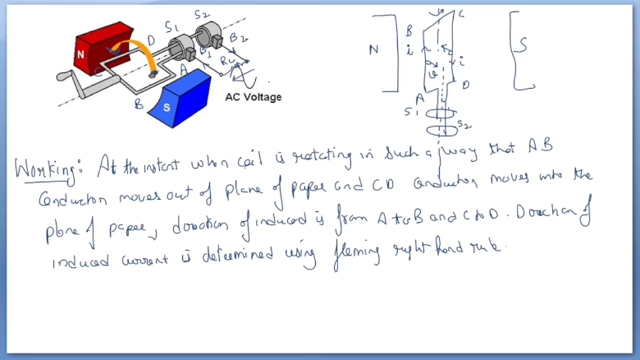 D S1 S2
N
B1 B2
C
A
B
S
AC Voltage
C
B
N
i
i
S
D
A
S1
S2
Working: At the instant when coil is rotating in such a way that AB
Conductor moves out of plane of paper and CD conductor moves into the
plane of paper, direction of induced is from A to B and C to D. Direction of
induced current is determined using fleming right hand rule.